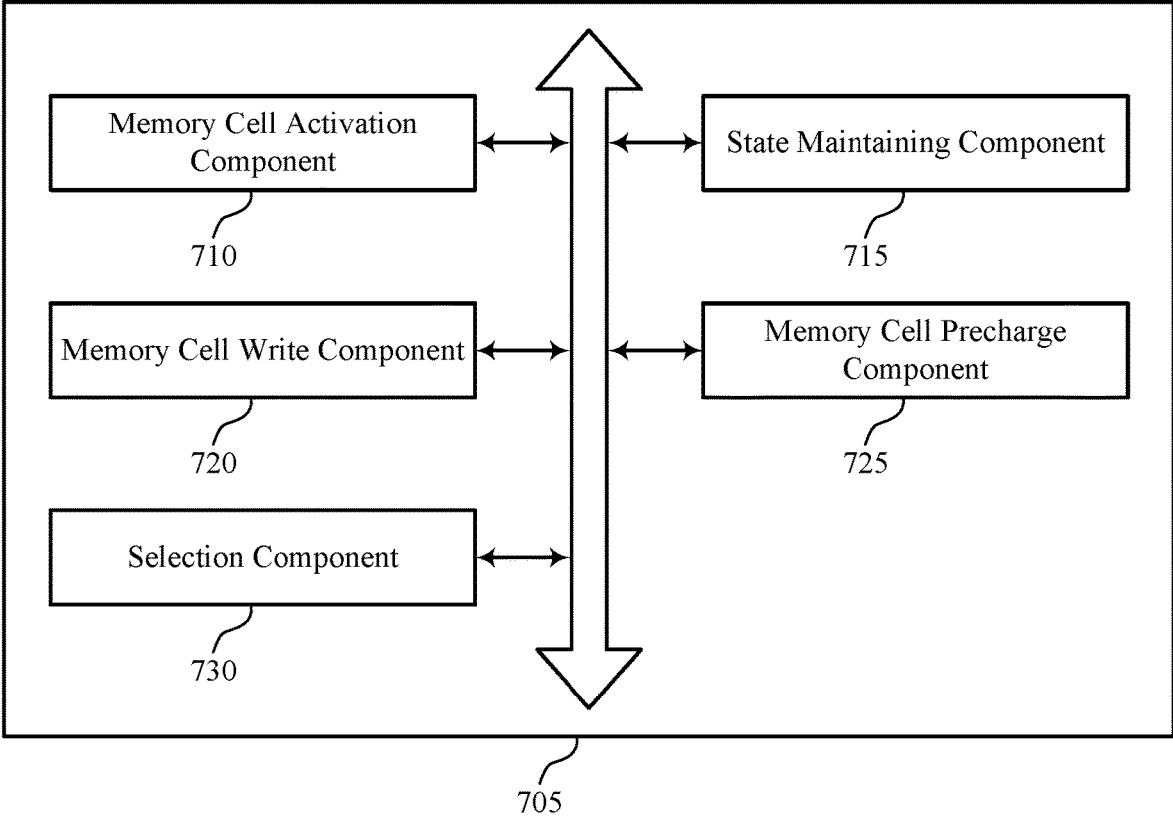 Memory Cell Activation
Component
710
State Maintaining Component
715
Memory Cell Write Component
720
Memory Cell Precharge
Component
725
Selection Component
730
705